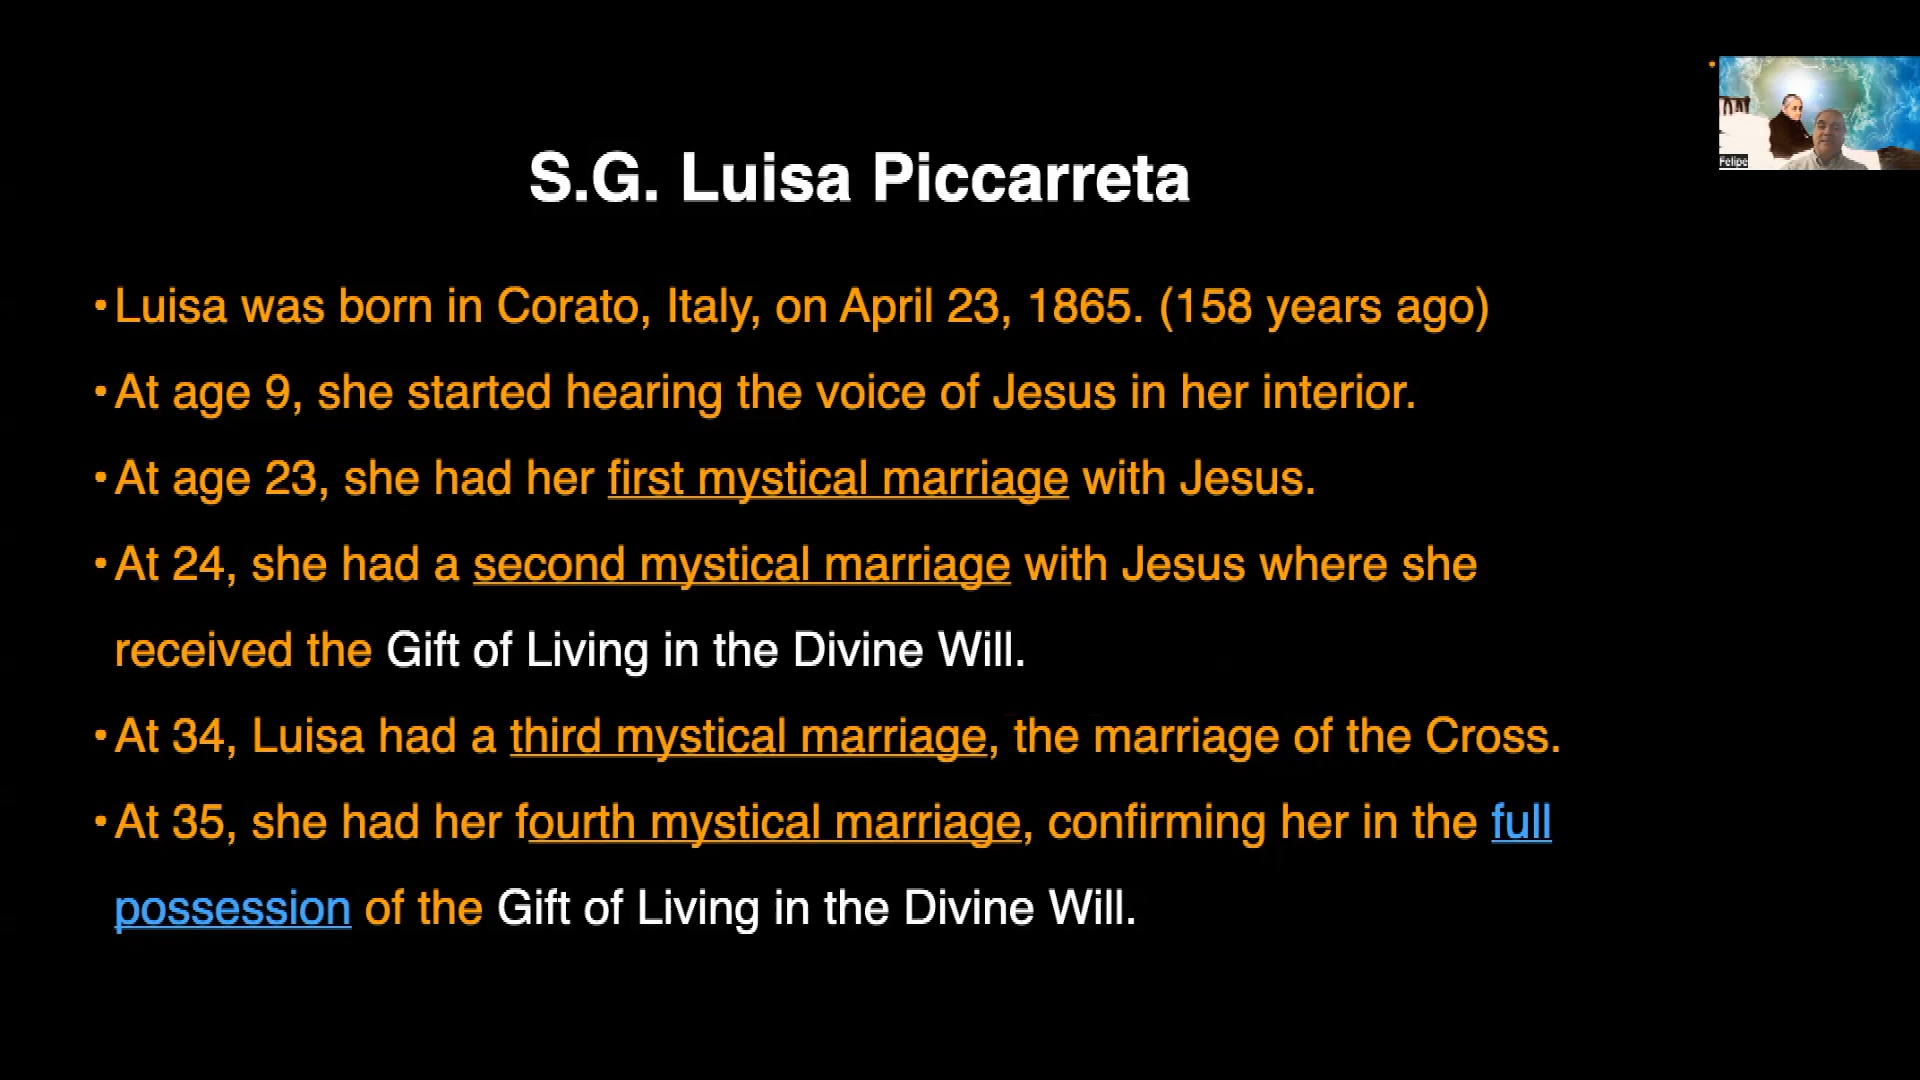 S.G. Luisa Piccarreta
•Luisa was born in Corato, Italy, on April 23, 1865. (158 years ago)
•At age 9, she started hearing the voice of Jesus in her interior.
•At age 23, she had her first mystical marriage with Jesus.
•At 24, she had a second mystical marriage with Jesus where she
received the Gift of Living in the Divine Will.
•At 34, Luisa had a third mystical marriage, the marriage of the Cross.
•At 35, she had her fourth mystical marriage, confirming her in the full
possession of the Gift of Living in the Divine Will.
Felipe